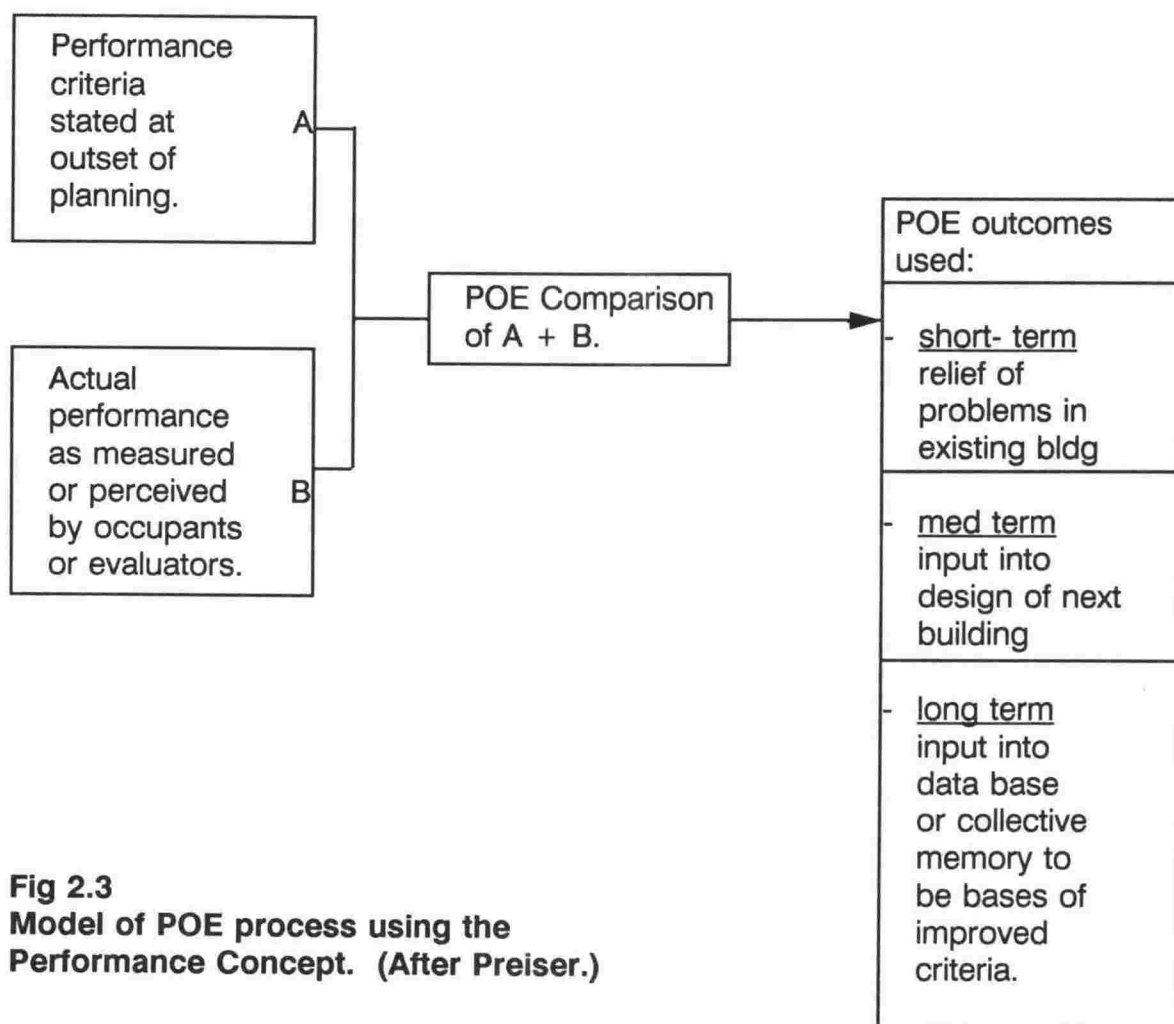 Performance
criteria
stated at
outset of
planning.
A
Actual
performance
as measured
or perceived
by occupants
or evaluators.
B
POE Comparison
of A + B.
POE outcomes
used:
- short- term
relief of
problems in
existing bldg
- med term
input into
design of next
building
- long term
input into
data base
or collective
memory to
be bases of
improved
criteria.
Fig 2.3
Model of POE process using the
Performance Concept. (After Preiser.)